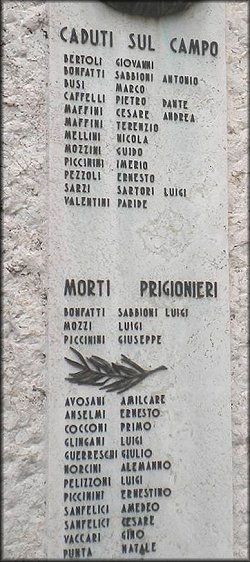 CADUTI SUL CAMPO
BERTOLI GIOVANNI
BONFATTI SABBIONI ANTONIO
BUSI MARCO
CAFFELLI PIETRO DANTE
MAFFINI CESARE ANDREA
MAFFINI TERENZIO
MELLINI NICOLA
MOZZINI GUIDO
PICCININI IMERIO
PEZZOLI ERNESTO
SARZI SARTORI LUIGI
VALENTINI PARIDE
MORTI PRIGIONIERI
BONFATTI SABBIONI LUIGI
MOZZI LUIGI
PICCININI GIUSEPPE
AVOSANI AMILCARE
ANSELMI ERNESTO
COCCONI PRIMO
GLINGANI LUIGI
GUERRESCHI GIULIO
NORCINI ALEMANNO
PELIZZONI LUIGI
PICCININI ERNESTINO
SANFELICI AMEDEO
SANFELICI CESARE
VACCARI GINO
PUNTA NATALE